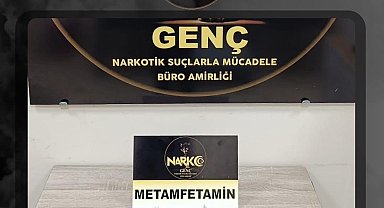 GENÇ
NARKOTİK SUÇLARLA MÜCADELE
BÜRO AMİRLİĞİ
NARKO
GENÇ
METAMFETAMİN